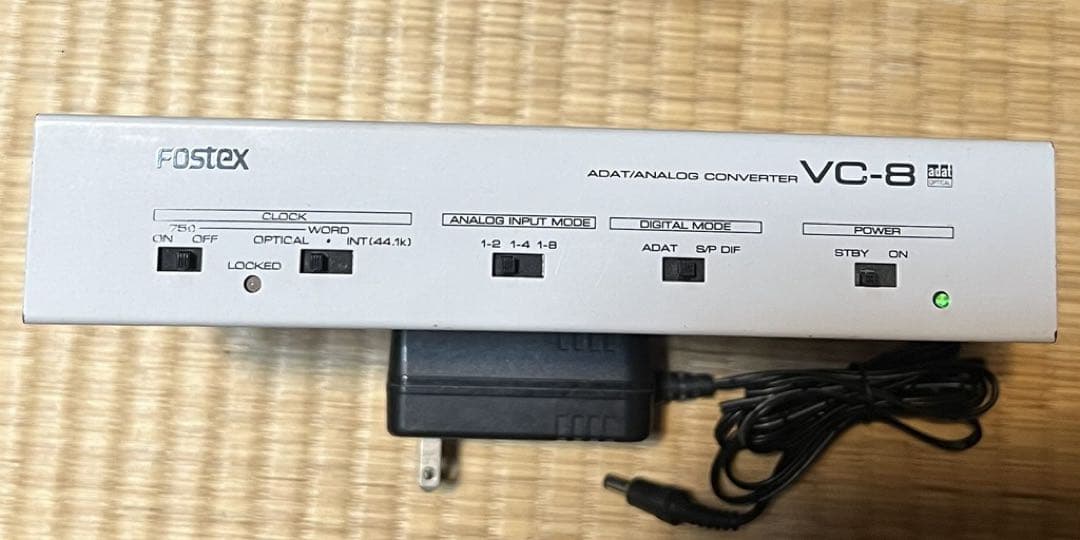 Fostex
ADAT/ANALOG CONVERTER VC-8 adat OPTICAL
CLOCK
75Ω WORD
ON OFF OPTICAL • INT(44.1k)
LOCKED
ANALOG INPUT MODE
1-2 1-4 1-8
DIGITAL MODE
ADAT S/P DIF
POWER
STBY ON